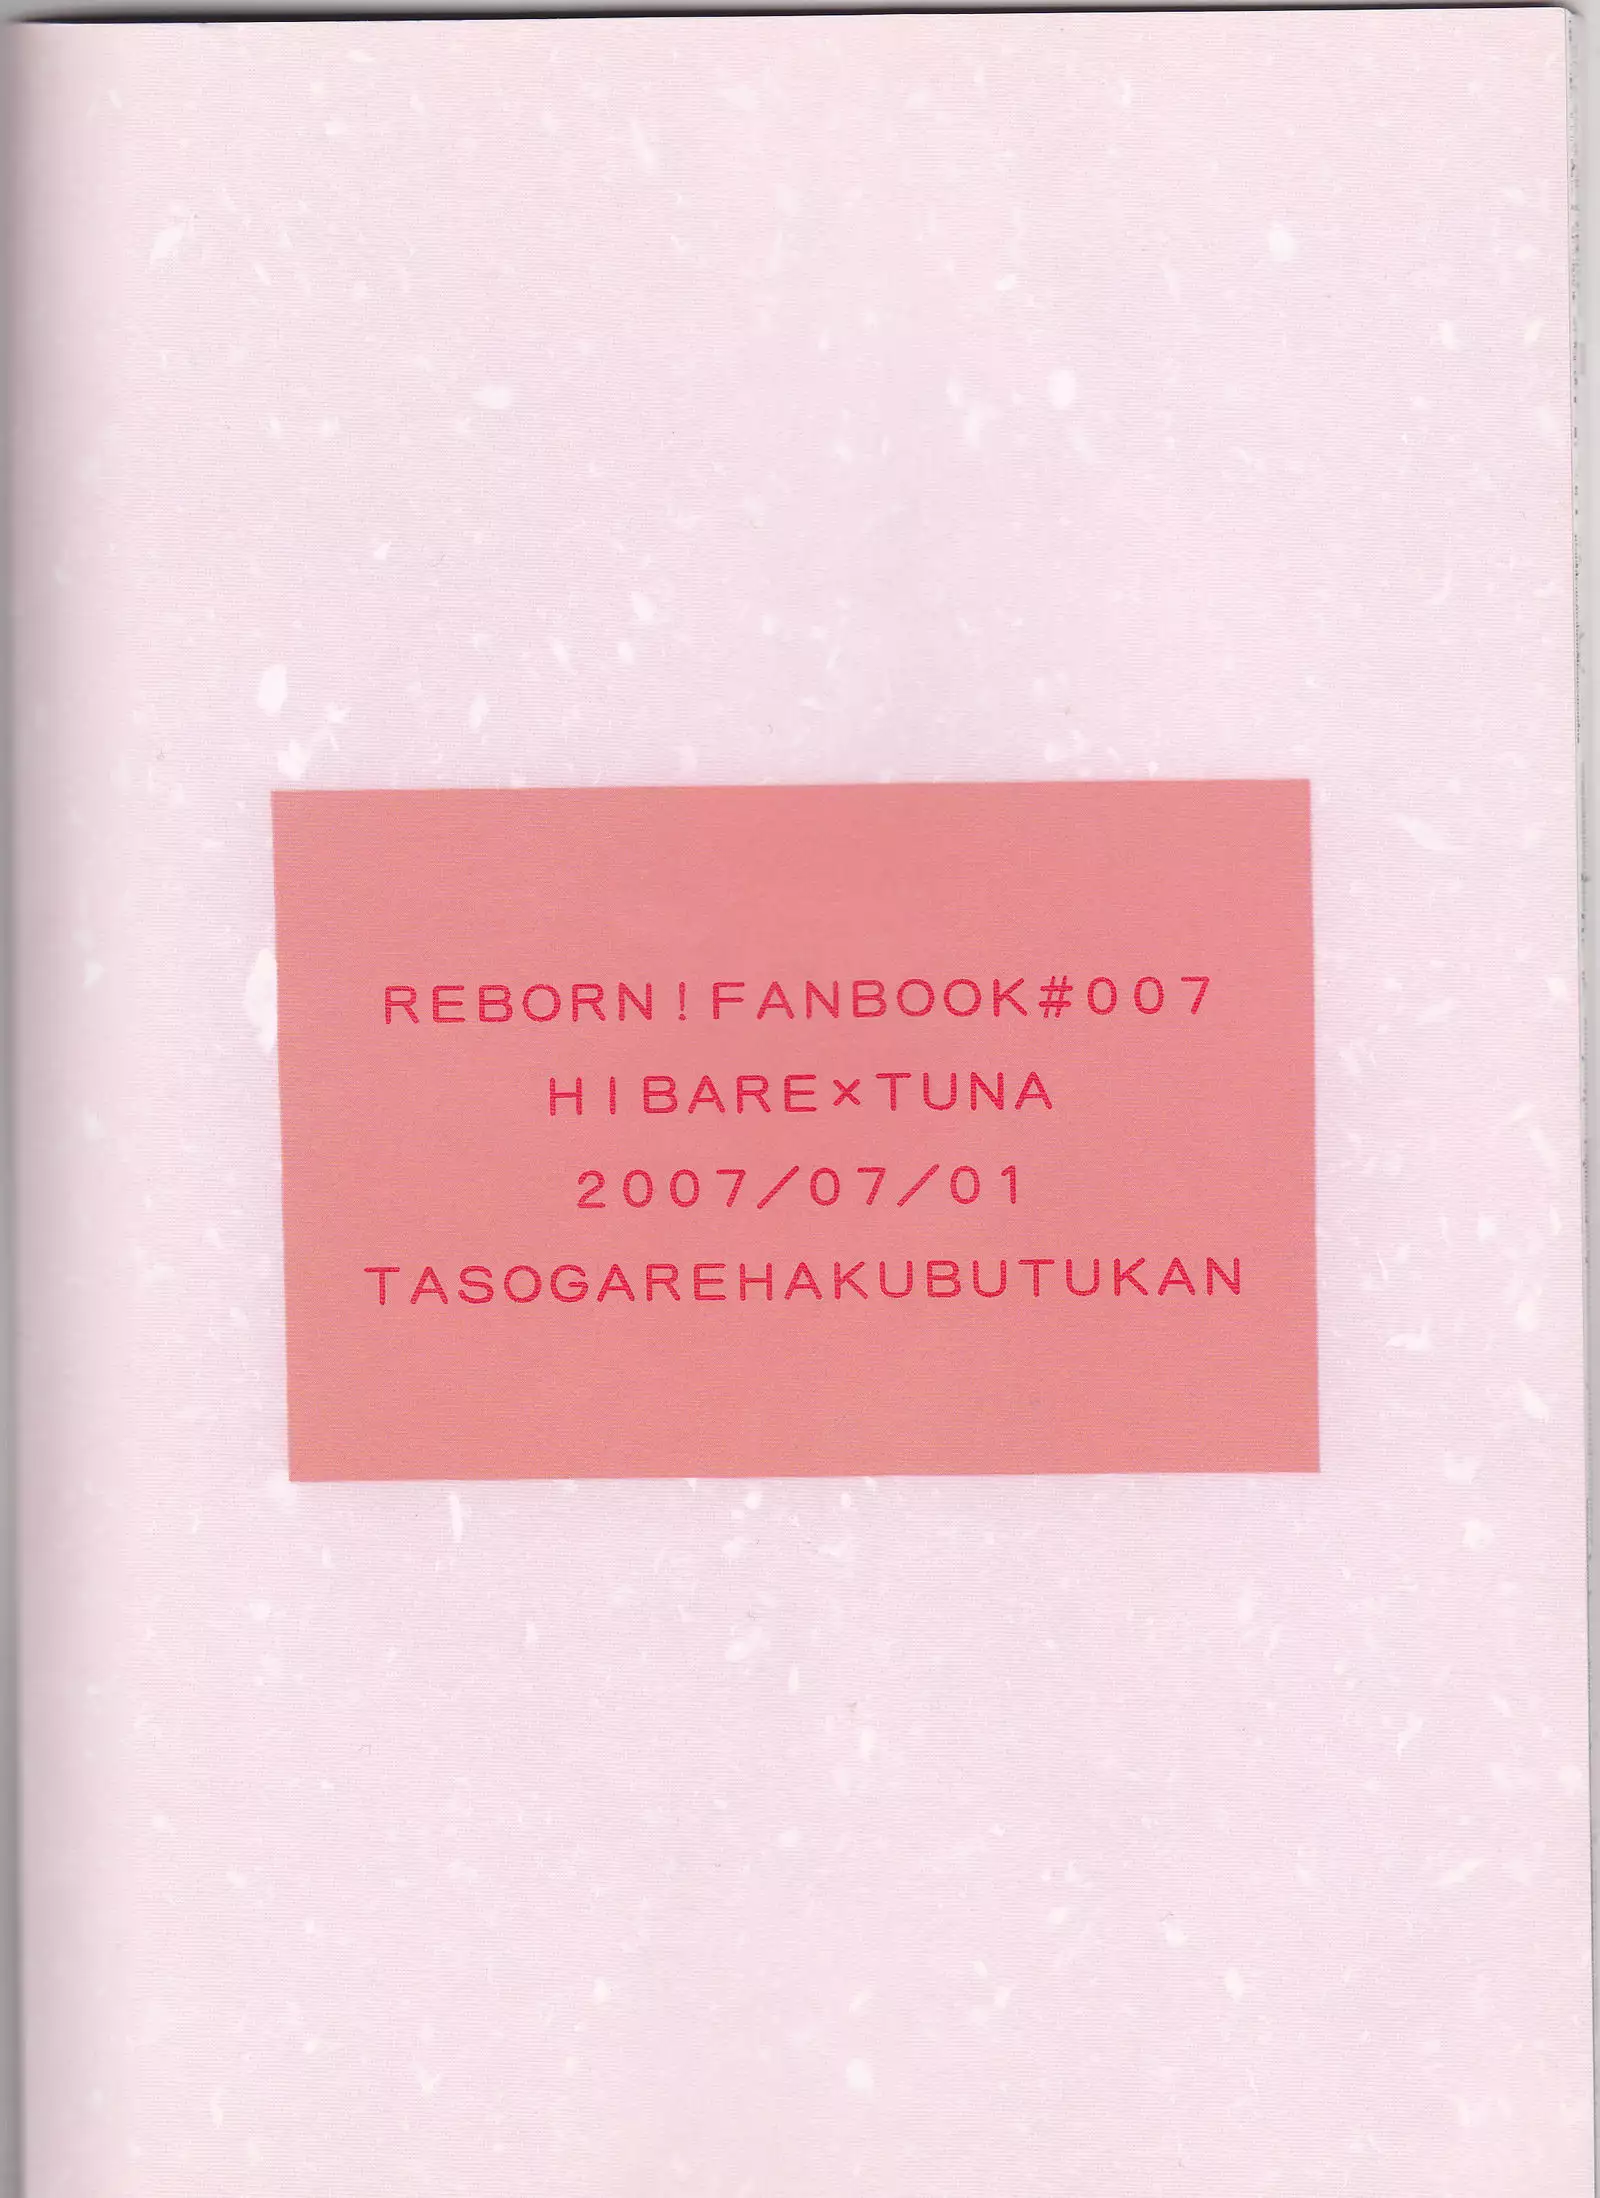 REBORN!FANBOOK#007
HIBARE×TUNA
2007/07/01
TASOGAREHAKUBUTUKAN